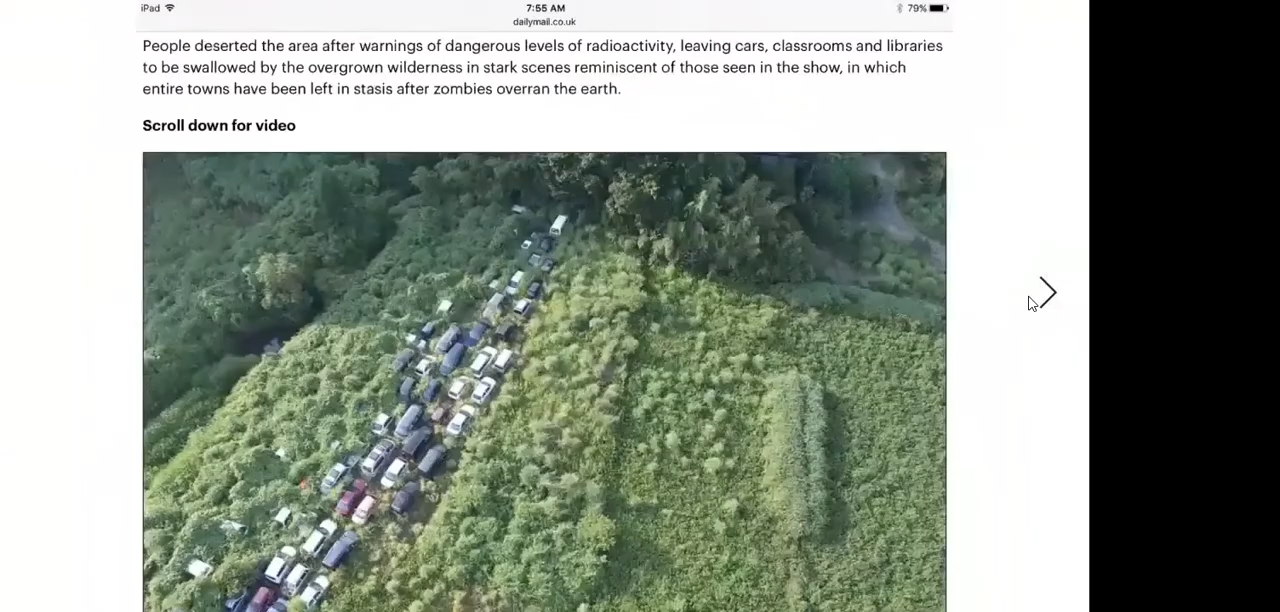 iPad 7:55 AM 79%
dailymail.co.uk
People deserted the area after warnings of dangerous levels of radioactivity, leaving cars, classrooms and libraries
to be swallowed by the overgrown wilderness in stark scenes reminiscent of those seen in the show, in which
entire towns have been left in stasis after zombies overran the earth.
Scroll down for video